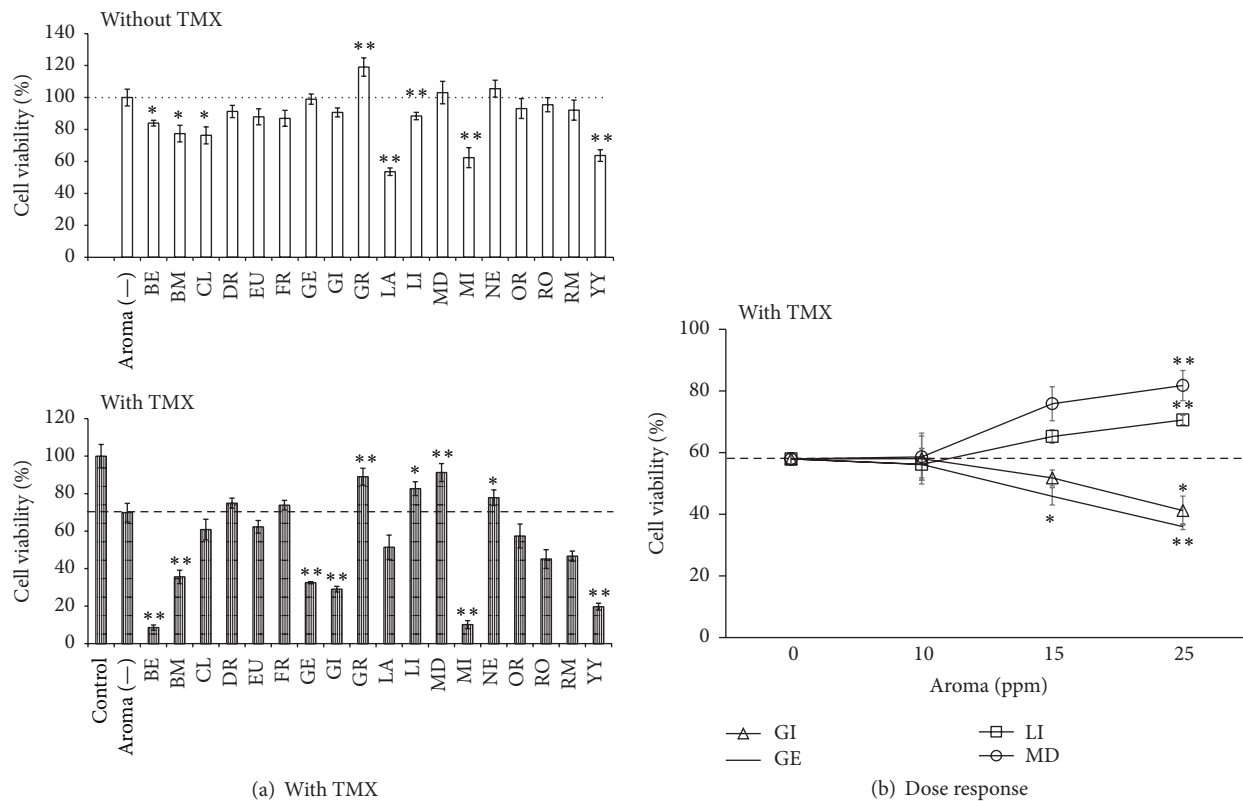 Without TMX
Cell viability (%)
140
120
100
80
60
40
20
0
** * * * ** ** ** **
Aroma (—) BE BM CL DR EU FR GE GI GR LA LI MD MI NE OR RO RM YY
With TMX
Cell viability (%)
120
100
80
60
40
20
0
** ** ** ** ** * ** ** * **
Control Aroma (—) BE BM CL DR EU FR GE GI GR LA LI MD MI NE OR RO RM YY
(a) With TMX
With TMX
Cell viability (%)
100
80
60
40
20
0
**
**
*
*
**
0 10 15 25
Aroma (ppm)
GI LI
GE MD
(b) Dose response